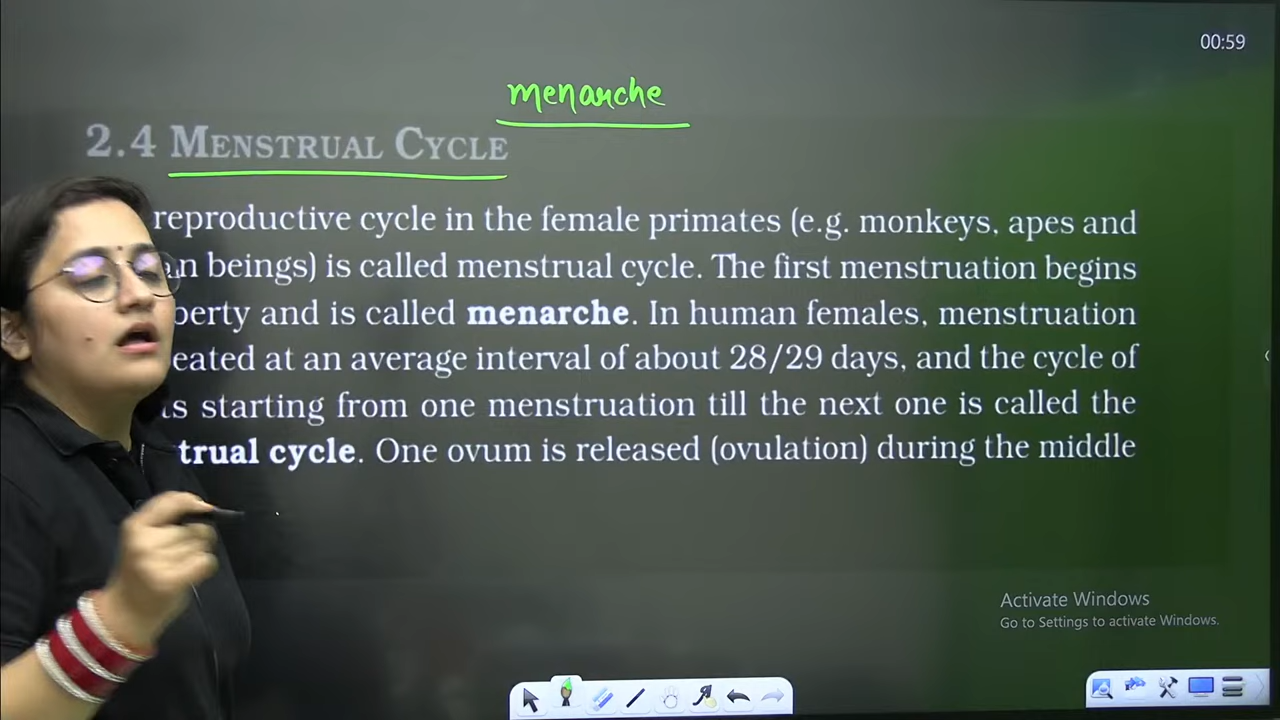 00:59
menarche
2.4 MENSTRUAL CYCLE
reproductive cycle in the female primates (e.g. monkeys, apes and
an beings) is called menstrual cycle. The first menstruation begins
berty and is called menarche. In human females, menstruation
eated at an average interval of about 28/29 days, and the cycle of
ts starting from one menstruation till the next one is called the
trual cycle. One ovum is released (ovulation) during the middle
Activate Windows
Go to Settings to activate Windows.